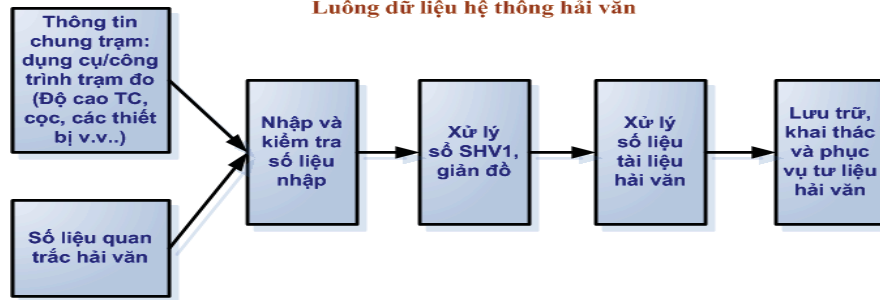 Luồng dữ liệu hệ thống hải văn
Thông tin
chung trạm:
dụng cụ/công
trình trạm đo
(Độ cao TC,
cọc, các thiết
bị v.v..)
Số liệu quan
trắc hải văn
Nhập và
kiểm tra
số liệu
nhập
Xử lý
sổ SHV1,
giản đồ
Xử lý
số liệu
tài liệu
hải văn
Lưu trữ,
khai thác
và phục
vụ tư liệu
hải văn